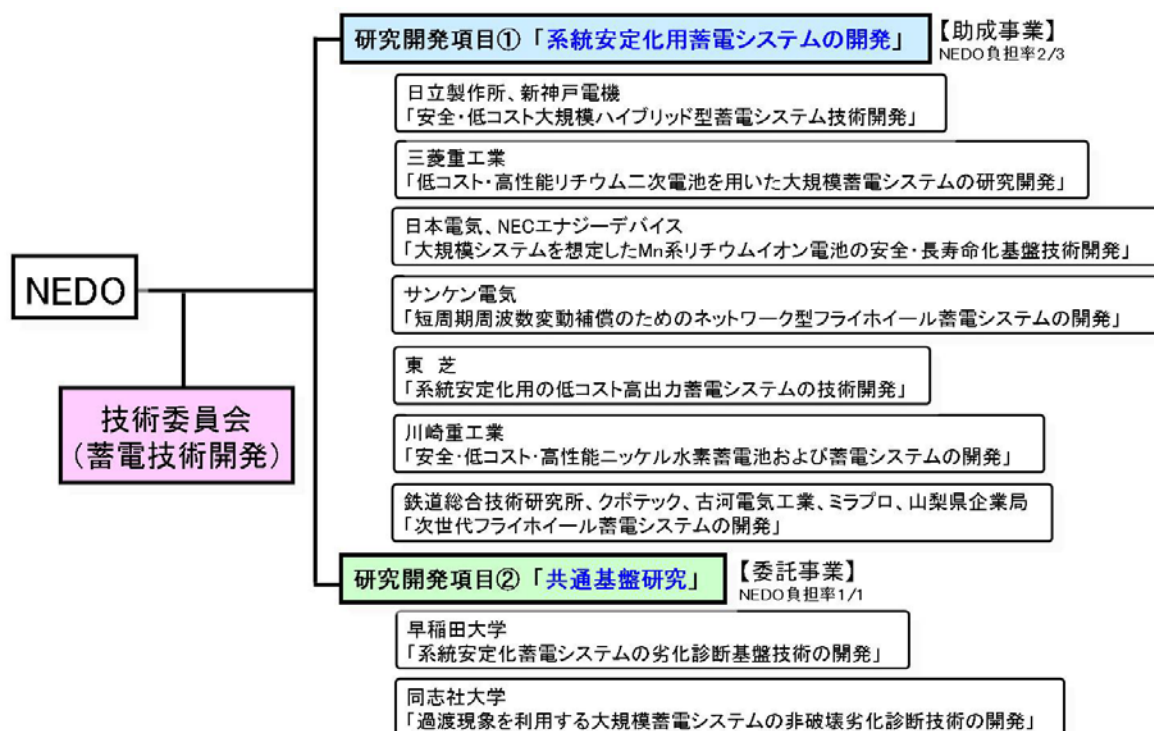 研究開発項目①「系統安定化用蓄電システムの開発」
【助成事業】
NEDO負担率2/3
日立製作所、新神戸電機
「安全・低コスト大規模ハイブリッド型蓄電システム技術開発」
三菱重工業
「低コスト・高性能リチウム二次電池を用いた大規模蓄電システムの研究開発」
日本電気、NECエナジーデバイス
「大規模システムを想定したMn系リチウムイオン電池の安全・長寿命化基盤技術開発」
サンケン電気
「短周期周波数変動補償のためのネットワーク型フライホイール蓄電システムの開発」
東 芝
「系統安定化用の低コスト高出力蓄電システムの技術開発」
川崎重工業
「安全・低コスト・高性能ニッケル水素蓄電池および蓄電システムの開発」
鉄道総合技術研究所、クボテック、古河電気工業、ミラプロ、山梨県企業局
「次世代フライホイール蓄電システムの開発」
NEDO
技術委員会
(蓄電技術開発)
研究開発項目②「共通基盤研究」
【委託事業】
NEDO負担率1/1
早稲田大学
「系統安定化蓄電システムの劣化診断基盤技術の開発」
同志社大学
「過渡現象を利用する大規模蓄電システムの非破壊劣化診断技術の開発」